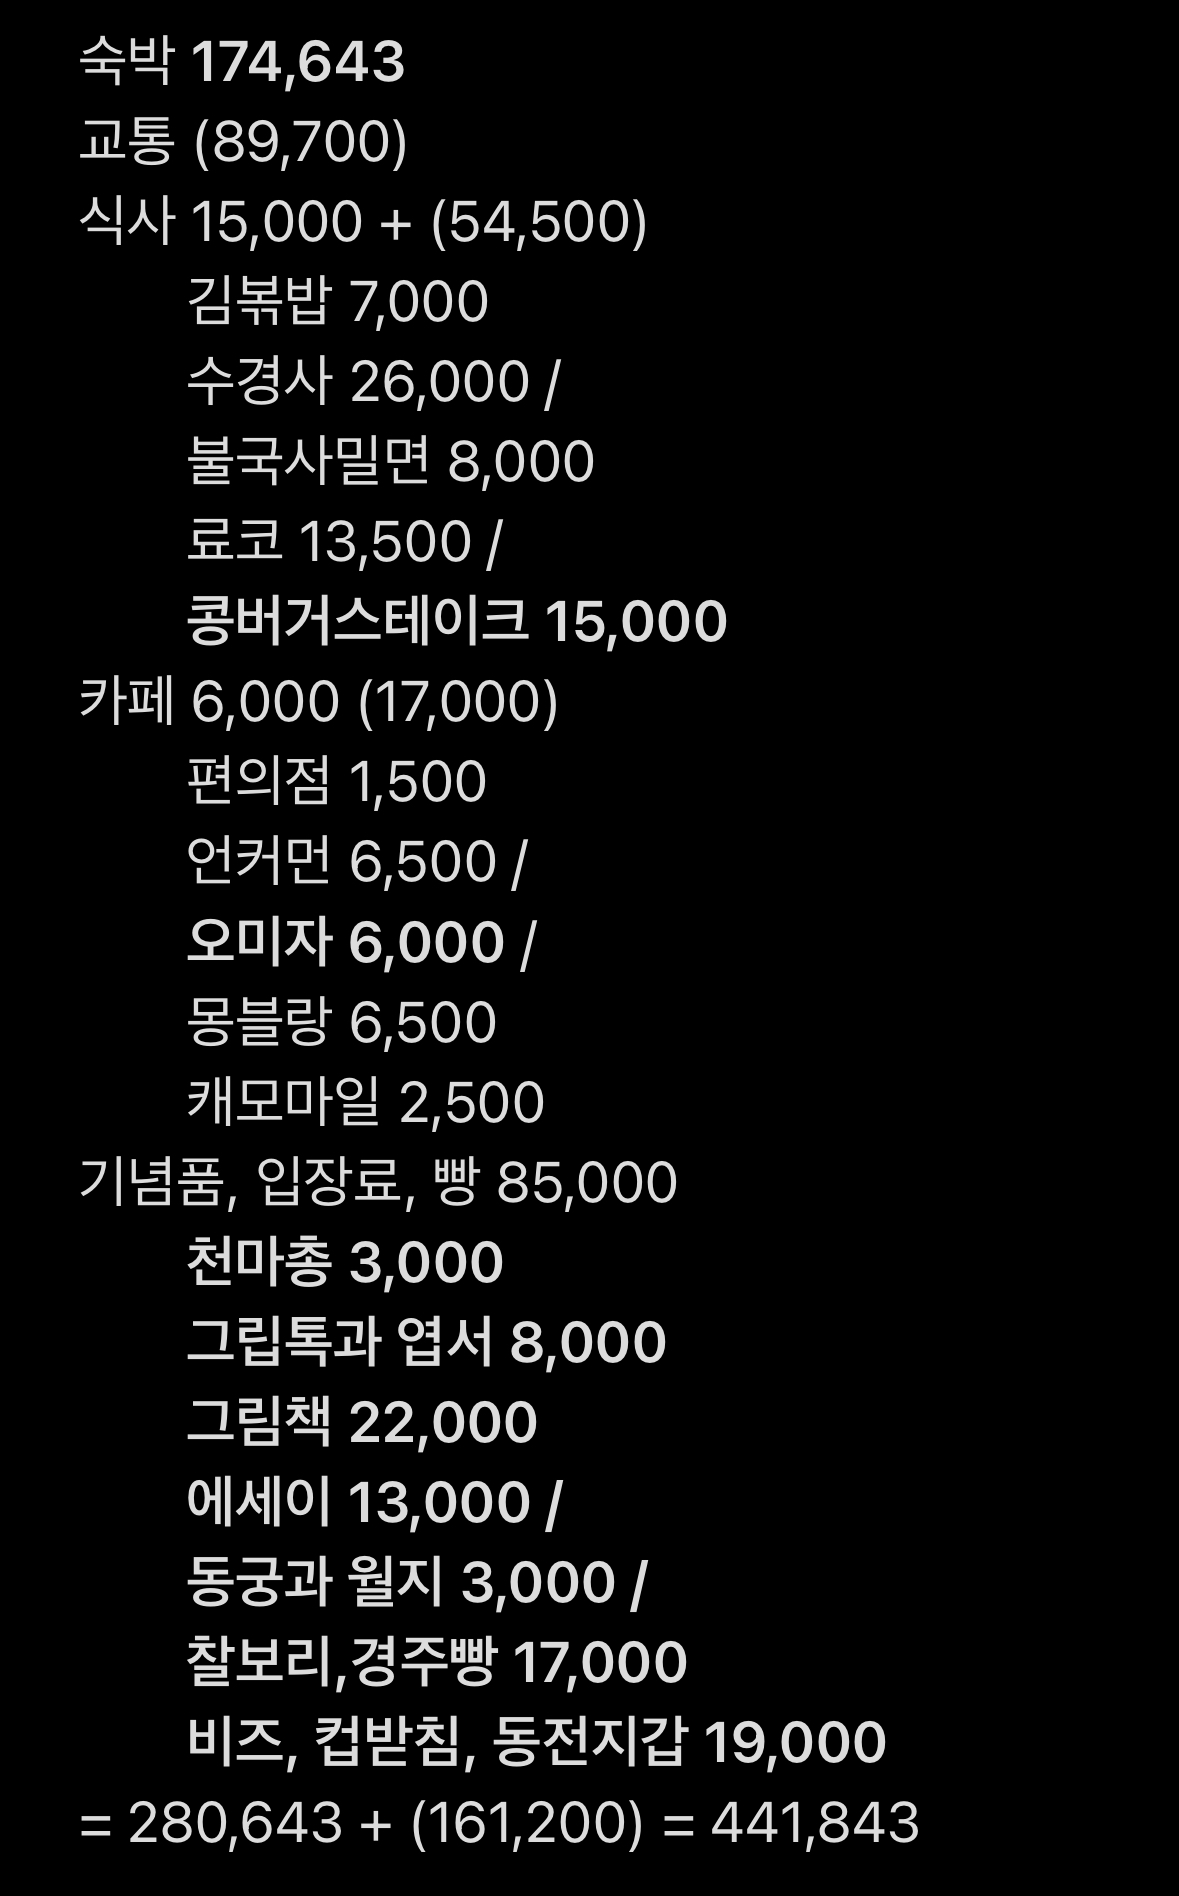 숙박 174,643
교통 (89,700)
식사 15,000 + (54,500)
김볶밥 7,000
수경사 26,000 /
불국사밀면 8,000
료코 13,500 /
콩버거스테이크 15,000
카페 6,000 (17,000)
편의점 1,500
언커먼 6,500 /
오미자 6,000 /
몽블랑 6,500
캐모마일 2,500
기념품, 입장료, 빵 85,000
천마총 3,000
그립톡과 엽서 8,000
그림책 22,000
에세이 13,000 /
동궁과 월지 3,000 /
찰보리,경주빵 17,000
비즈, 컵받침, 동전지갑 19,000
= 280,643 + (161,200) = 441,843